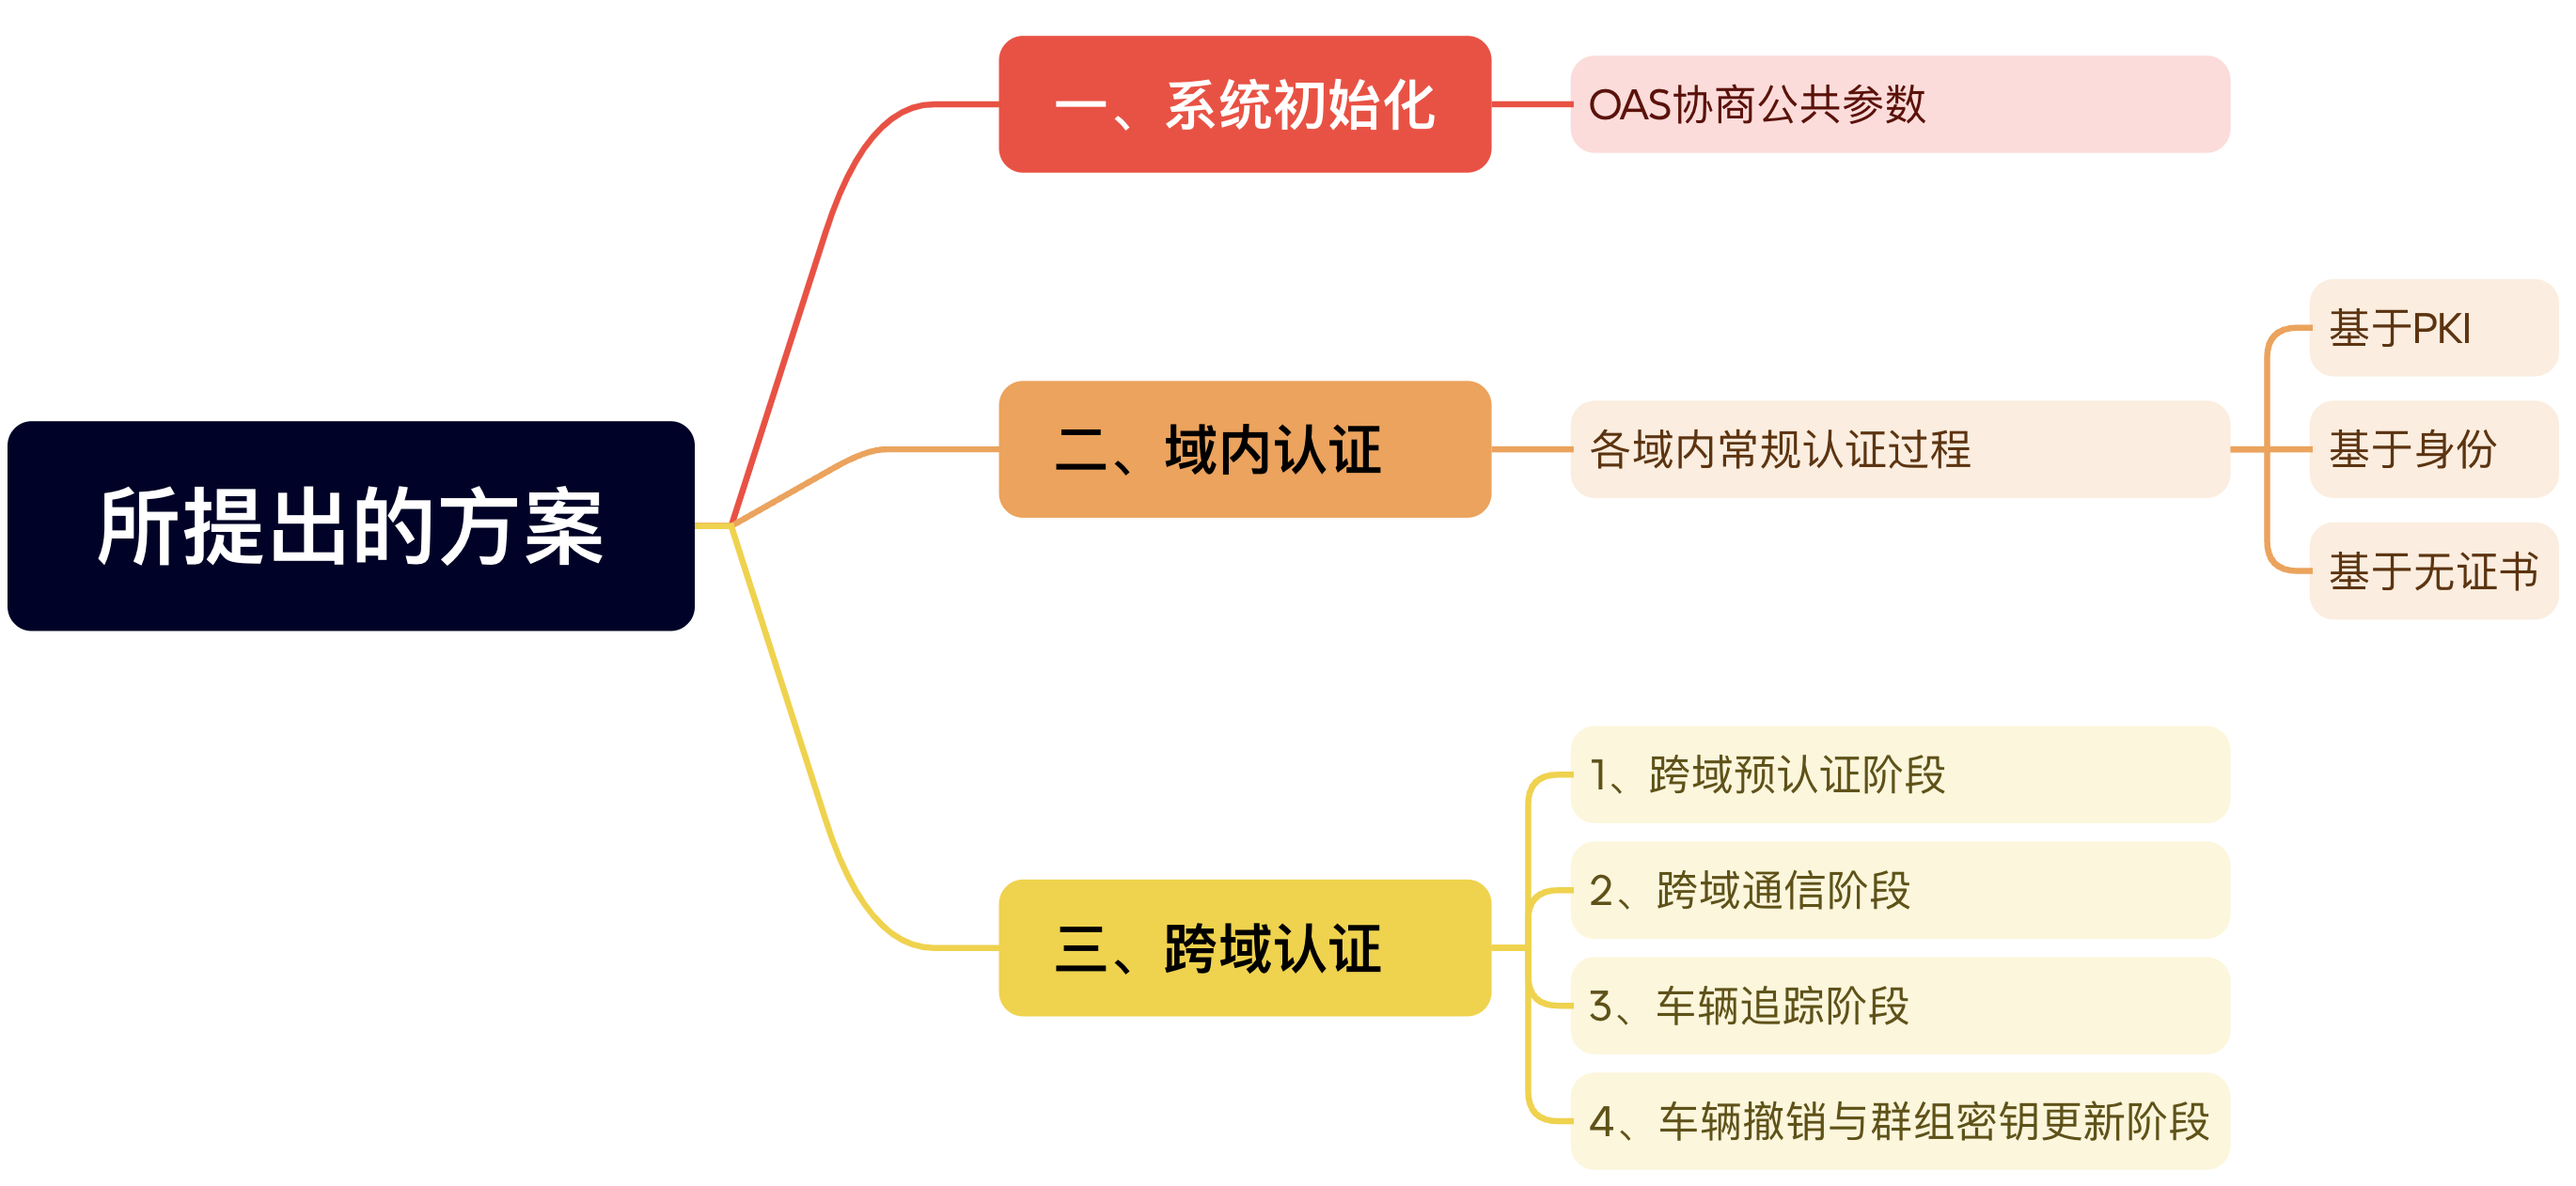 所提出的方案
一、系统初始化
OAS协商公共参数
二、域内认证
各域内常规认证过程
基于PKI
基于身份
基于无证书
三、跨域认证
1、跨域预认证阶段
2、跨域通信阶段
3、车辆追踪阶段
4、车辆撤销与群组密钥更新阶段